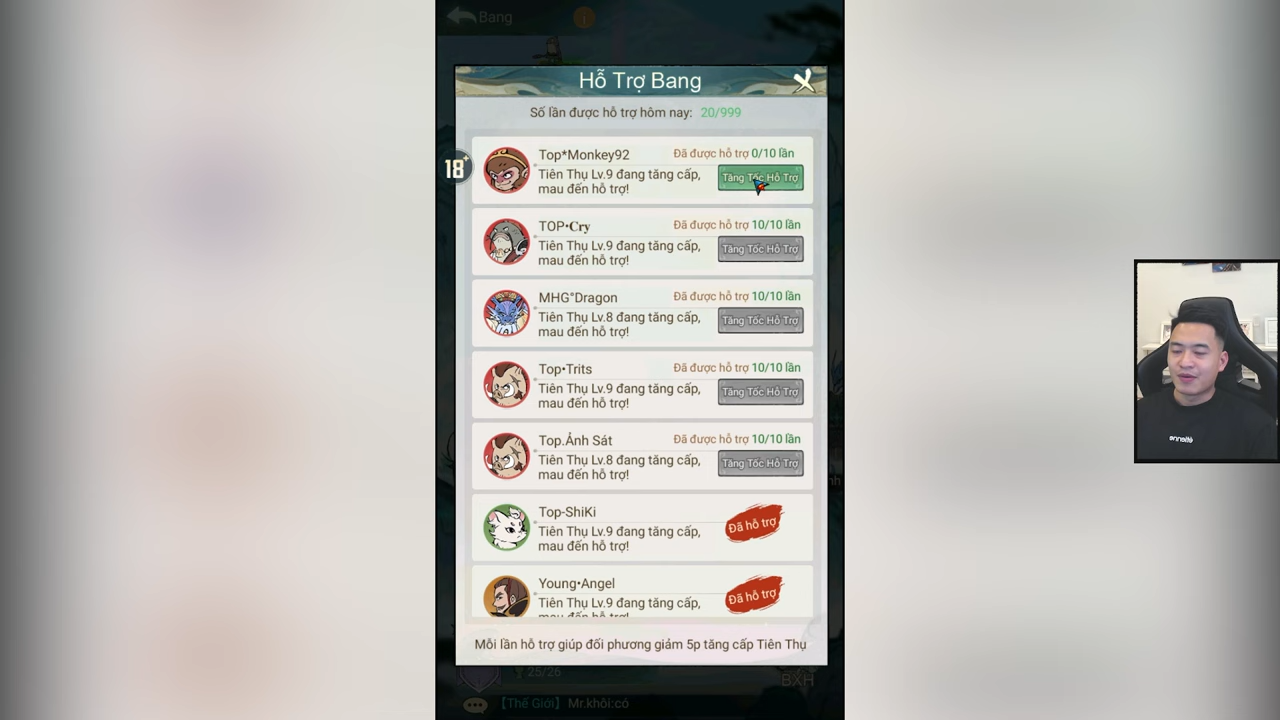 Bang
Hỗ Trợ Bang
Số lần được hỗ trợ hôm nay: 20/999
18+
Top*Monkey92
Đã được hỗ trợ 0/10 lần
Tiên Thụ Lv.9 đang tăng cấp,
mau đến hỗ trợ!
Tăng Tốc Hỗ Trợ
TOP•Cry
Đã được hỗ trợ 10/10 lần
Tiên Thụ Lv.9 đang tăng cấp,
mau đến hỗ trợ!
Tăng Tốc Hỗ Trợ
MHG°Dragon
Đã được hỗ trợ 10/10 lần
Tiên Thụ Lv.8 đang tăng cấp,
mau đến hỗ trợ!
Tăng Tốc Hỗ Trợ
Top•Trits
Đã được hỗ trợ 10/10 lần
Tiên Thụ Lv.9 đang tăng cấp,
mau đến hỗ trợ!
Tăng Tốc Hỗ Trợ
Top.Ảnh Sát
Đã được hỗ trợ 10/10 lần
Tiên Thụ Lv.8 đang tăng cấp,
mau đến hỗ trợ!
Tăng Tốc Hỗ Trợ
Top-ShiKi
Tiên Thụ Lv.9 đang tăng cấp,
mau đến hỗ trợ!
Đã hỗ trợ
Young•Angel
Tiên Thụ Lv.9 đang tăng cấp,
mau đến hỗ trợ!
Đã hỗ trợ
Mỗi lần hỗ trợ giúp đối phương giảm 5p tăng cấp Tiên Thụ
25/26
BXH
【Thế Giới】 Mr.khôi:có